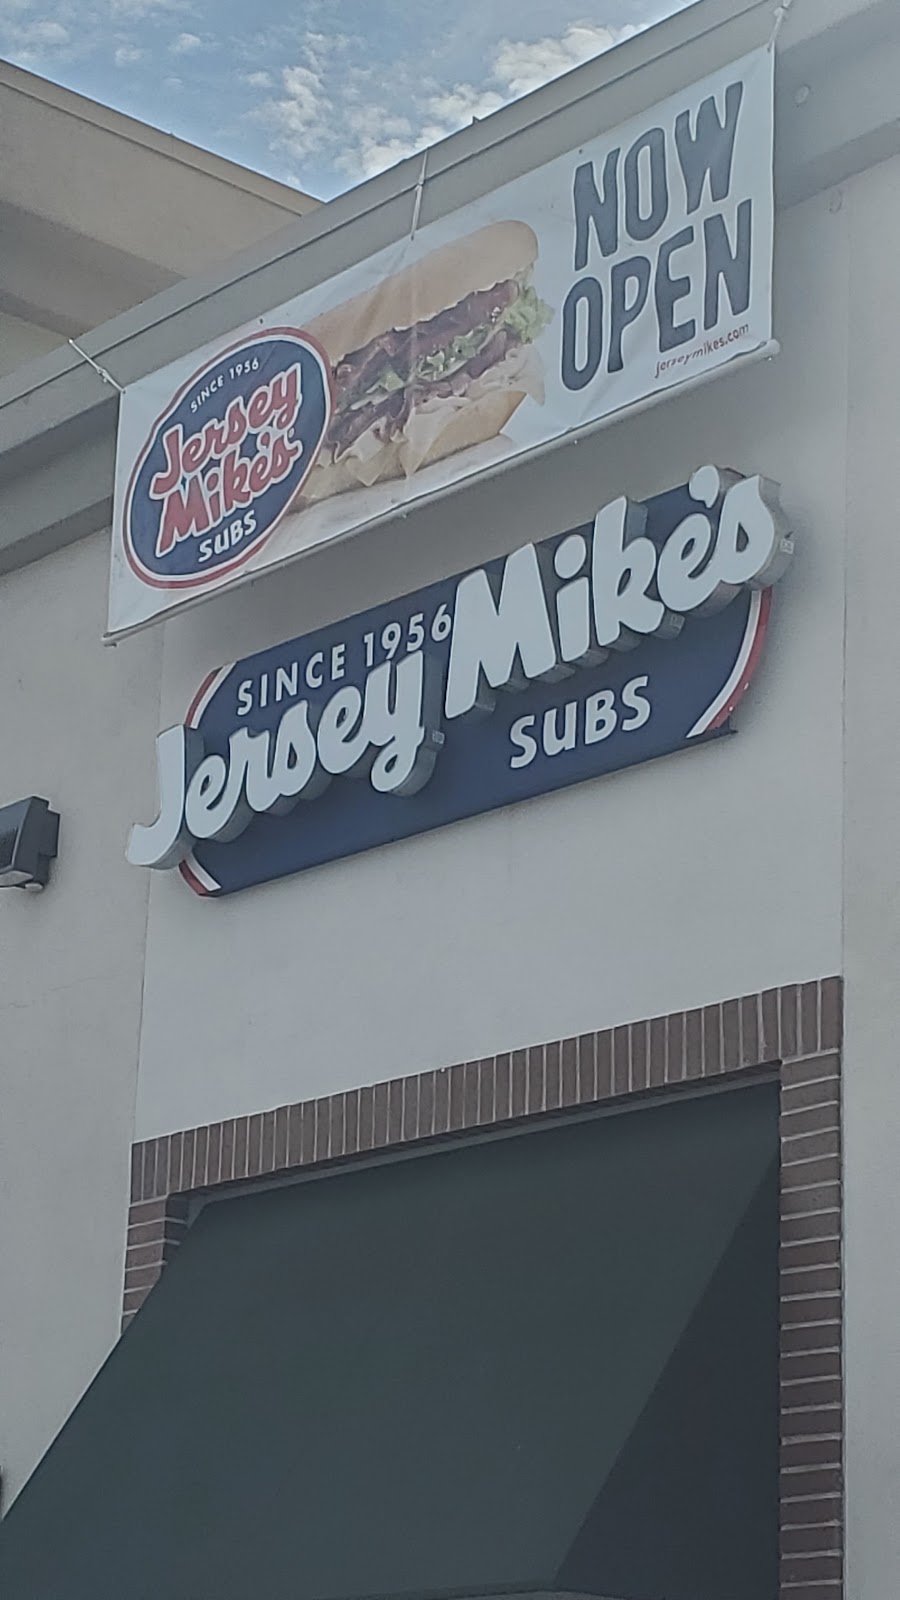 NOW
OPEN
jerseymikes.com
SINCE 1956
Jersey
Mike's
SUBS
SINCE 1956
Jersey Mike's
SUBS